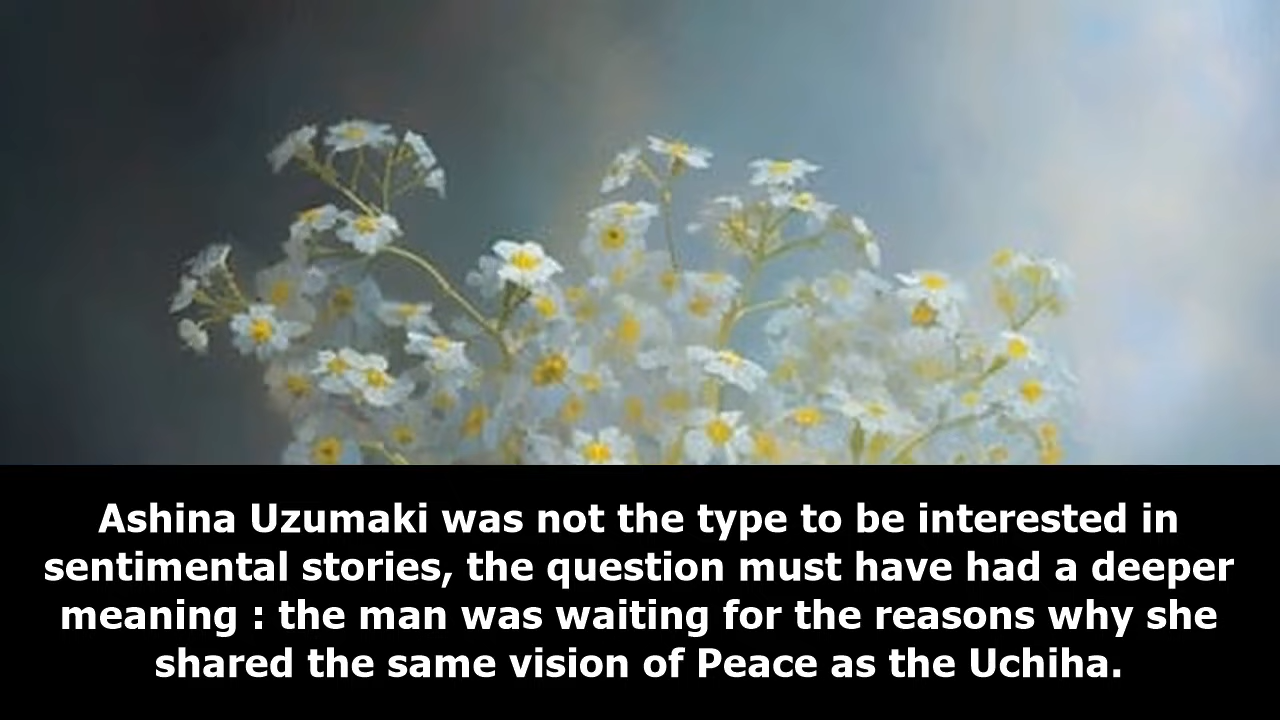 Ashina Uzumaki was not the type to be interested in
sentimental stories, the question must have had a deeper
meaning : the man was waiting for the reasons why she
shared the same vision of Peace as the Uchiha.